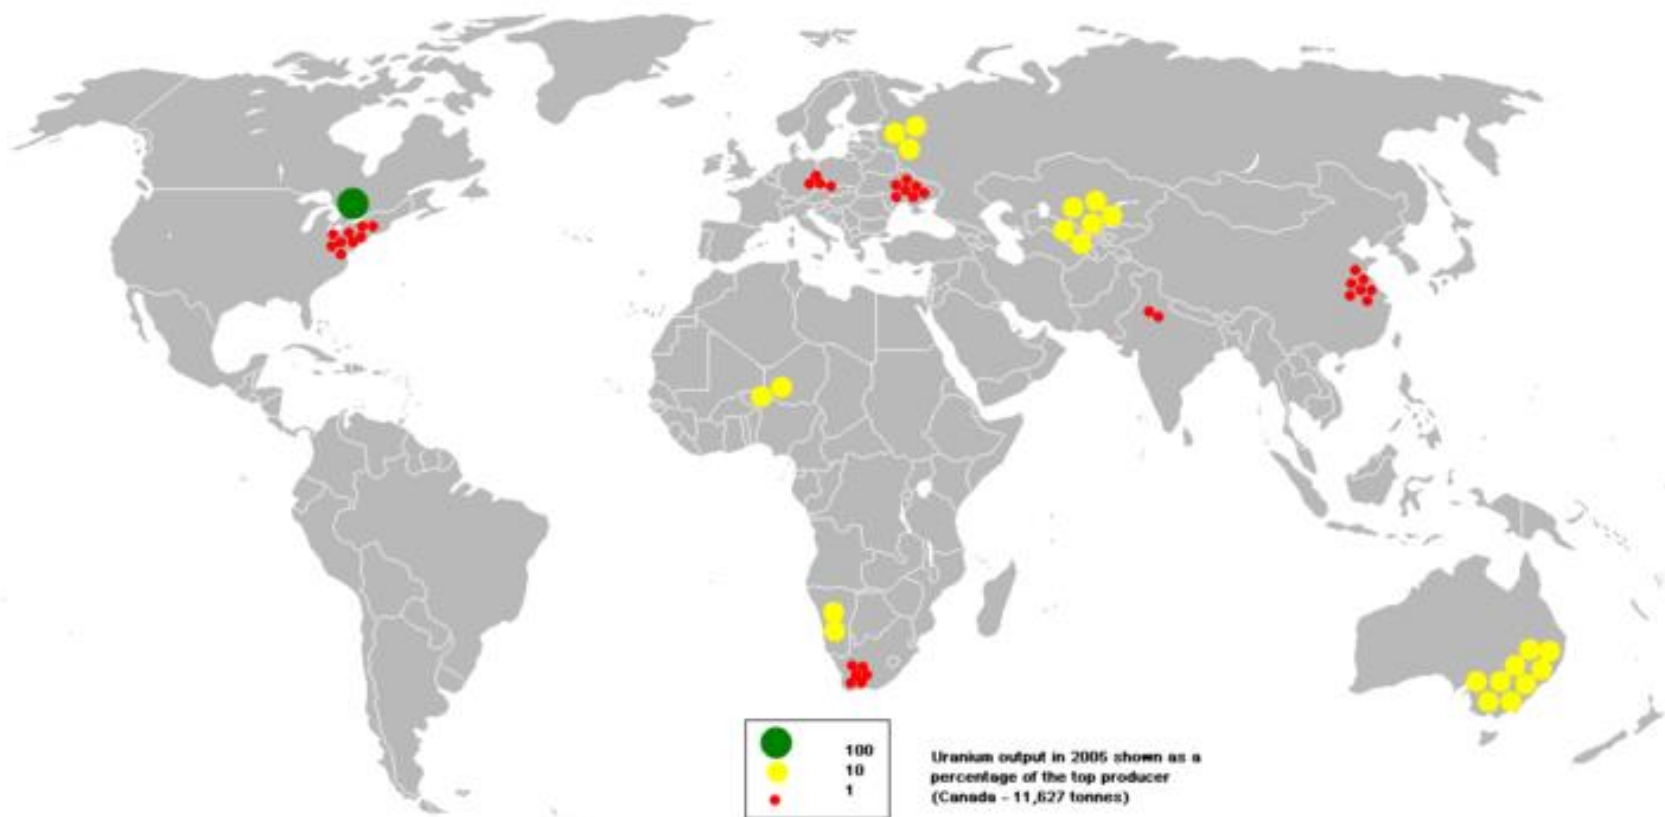 100
10
1
Uranium output in 2005 shown as a
percentage of the top producer
(Canada - 11,627 tonnes)